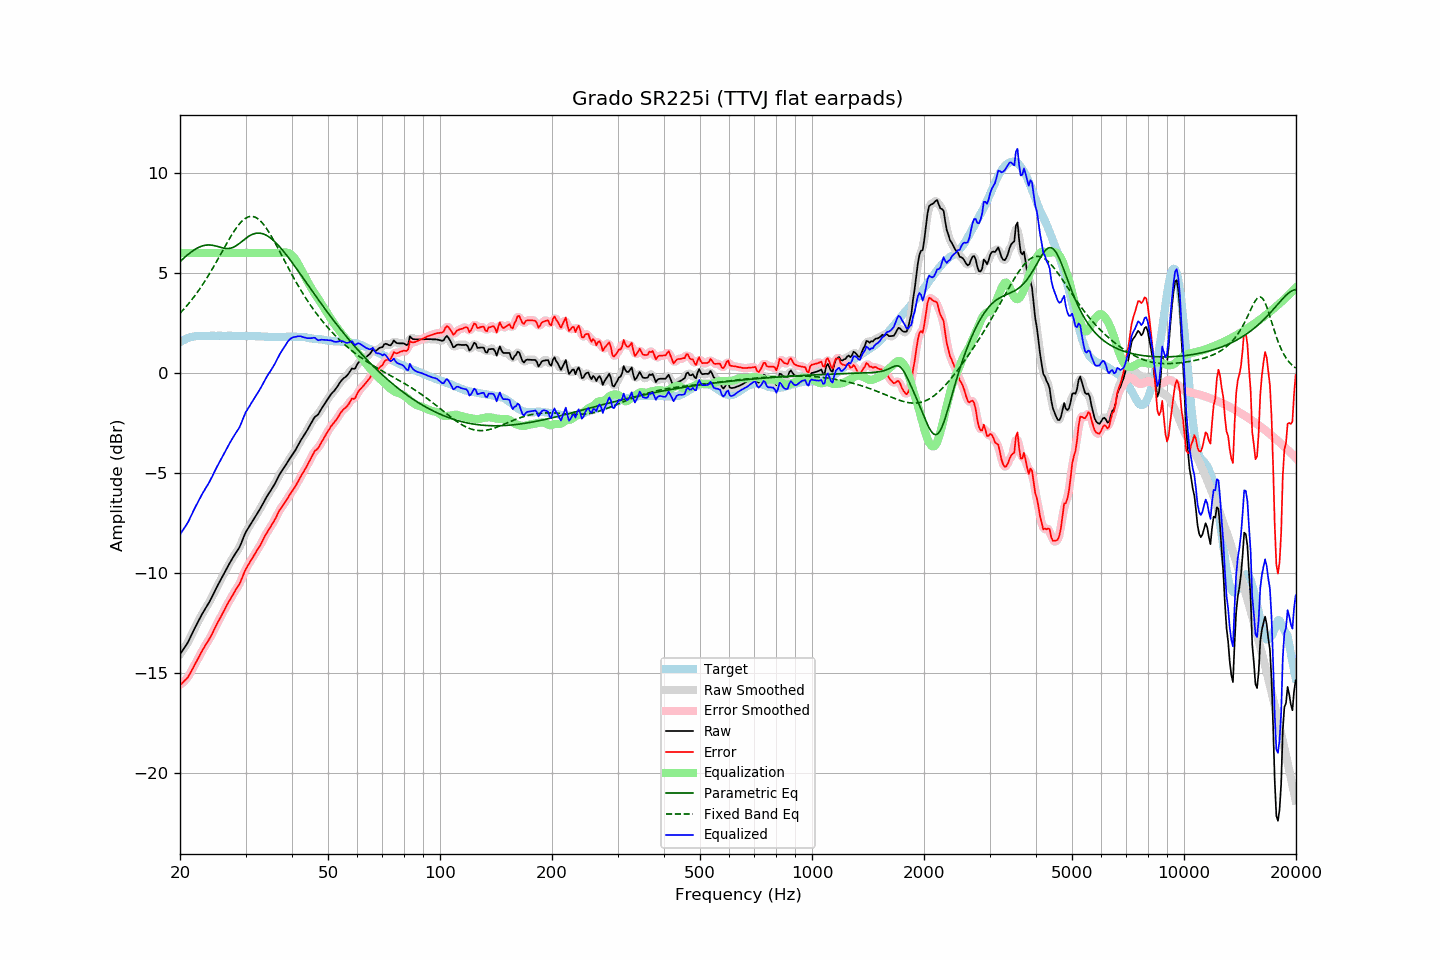 Grado SR225i (TTVJ flat earpads)
Amplitude (dBr)
10
5
0
−5
−10
−15
−20
Target
Raw Smoothed
Error Smoothed
Raw
Error
Equalization
Parametric Eq
Fixed Band Eq
Equalized
20 50 100 200 500 1000 2000 5000 10000 20000
Frequency (Hz)